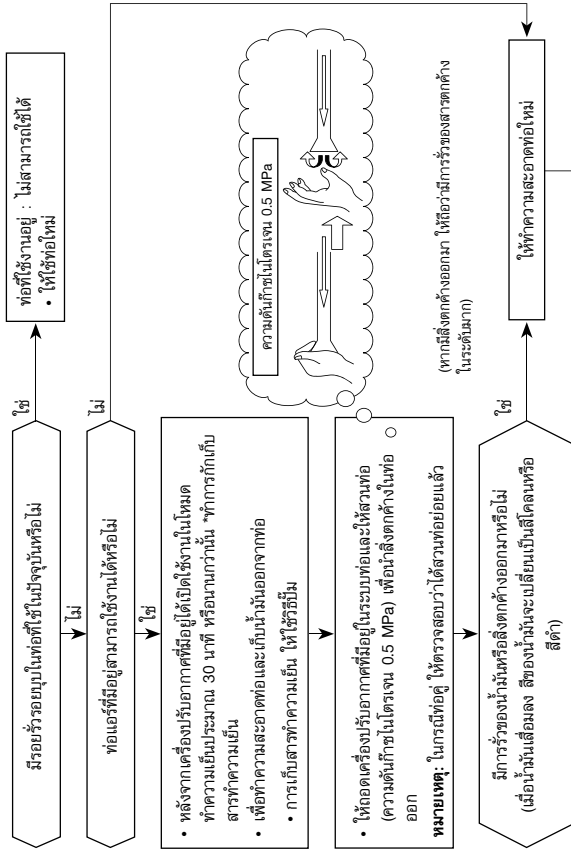 มีรอยรั่วรอยบุบในท่อที่ใช้ในปัจจุบันหรือไม่
ใช่
ท่อที่ใช้งานอยู่ : ไม่สามารถใช้ได้
• ให้ใช้ท่อใหม่
ไม่
ท่อแอร์ที่มีอยู่สามารถใช้งานได้หรือไม่
ไม่
ใช่
• หลังจากเครื่องปรับอากาศที่มีอยู่ได้เปิดใช้งานในโหมด
ทำความเย็นประมาณ 30 นาที หรือนานกว่านั้น *ทำการกักเก็บ
สารทำความเย็น
• เพื่อทำความสะอาดท่อและเก็บน้ำมันออกจากท่อ
• การเก็บสารทำความเย็น ให้ใช้วิธีปั๊ม
ความดันก๊าซไนโตรเจน 0.5 MPa
• ให้ถอดเครื่องปรับอากาศที่มีอยู่ในระบบท่อและให้สวนท่อ
(ความดันก๊าซไนโตรเจน 0.5 MPa) เพื่อนำสิ่งตกค้างในท่อ
ออก
หมายเหตุ: ในกรณีท่อคู่ ให้ตรวจสอบว่าได้สวนท่อย่อยแล้ว
(หากมีสิ่งตกค้างออกมา ให้ถือว่ามีการรั่วของสารตกค้าง
ในระดับมาก)
มีการรั่วของน้ำมันหรือสิ่งตกค้างออกมาหรือไม่
(เมื่อน้ำมันเสื่อมลง สีของน้ำมันจะเปลี่ยนเป็นสีโคลนหรือ
สีดำ)
ใช่
ให้ทำความสะอาดท่อใหม่